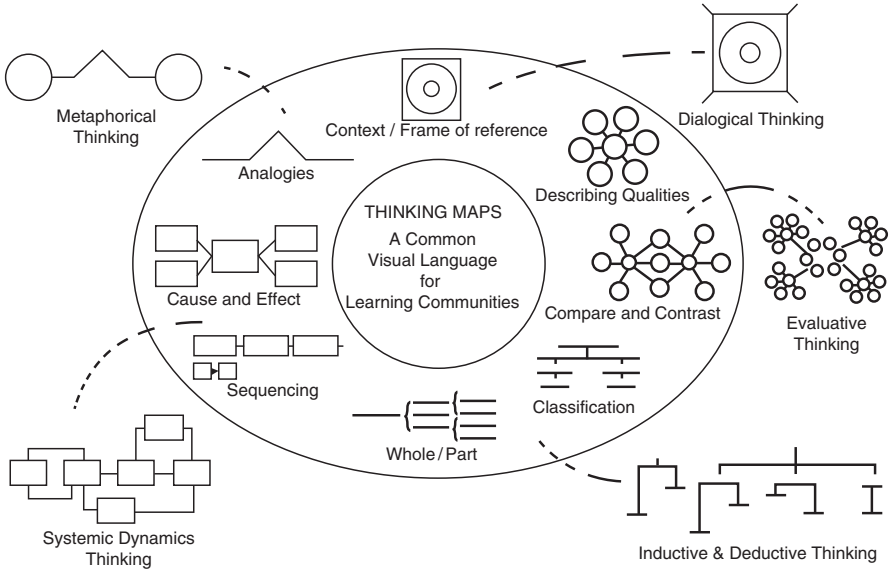 Metaphorical
Thinking
Context / Frame of reference
Dialogical Thinking
Analogies
Describing Qualities
THINKING MAPS
A Common
Visual Language
for
Learning Communities
Cause and Effect
Compare and Contrast
Evaluative
Thinking
Sequencing
Classification
Whole/Part
Systemic Dynamics
Thinking
Inductive & Deductive Thinking